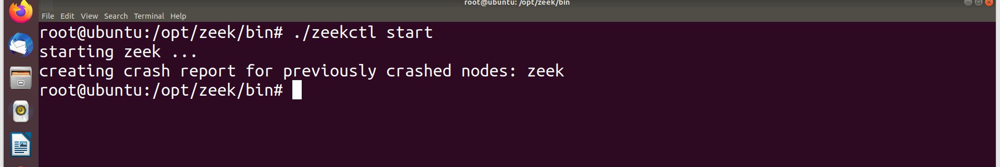 root@ubuntu: /opt/zeek/bin
File Edit View Search Terminal Help
root@ubuntu:/opt/zeek/bin# ./zeekctl start
starting zeek ...
creating crash report for previously crashed nodes: zeek
root@ubuntu:/opt/zeek/bin#